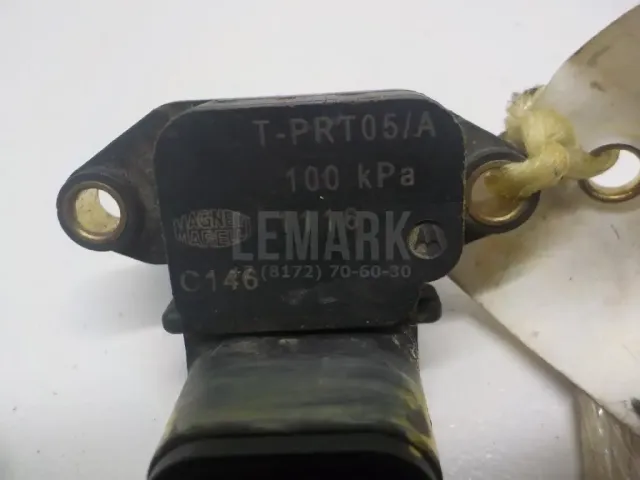 T-PRT05/A
100 kPa
MAGNETI
MARELLI
LEMARK
(8172) 70-60-30
C146